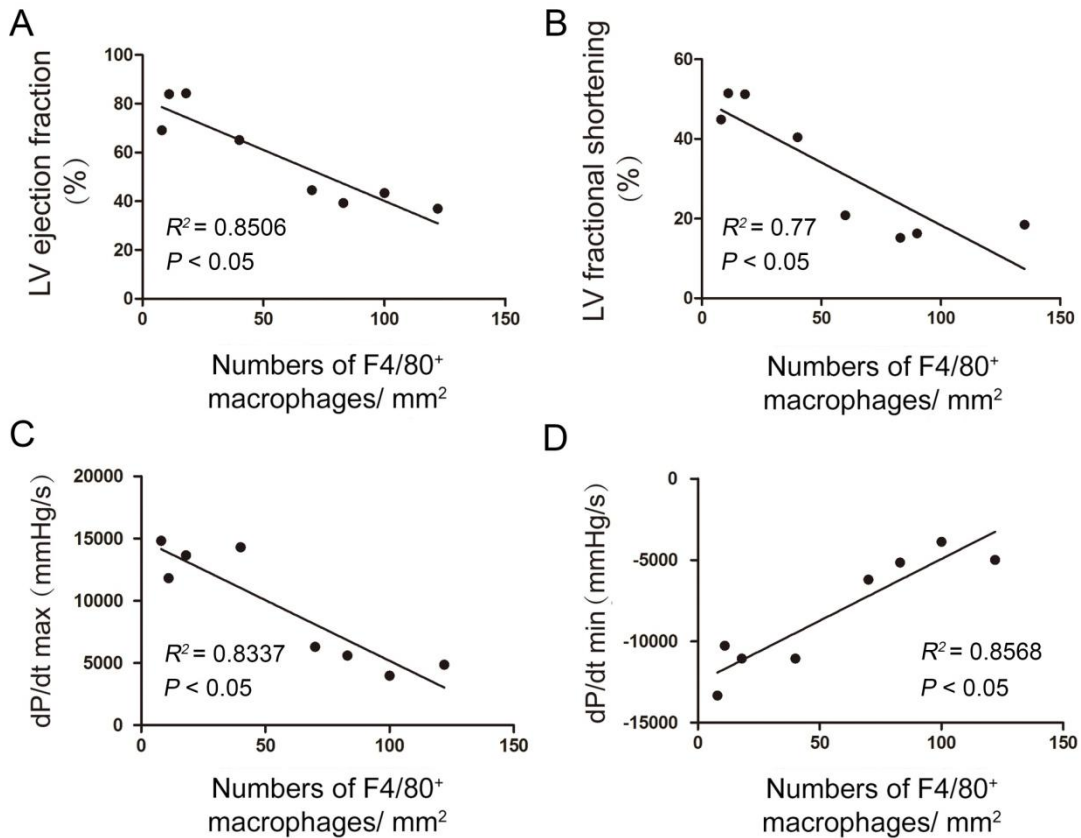 A
LV ejection fraction
(%)
100
80
60
40
20
0
R² = 0.8506
P < 0.05
0
50
100
150
Numbers of F4/80⁺
macrophages/ mm²
B
LV fractional shortening
(%)
60
40
20
0
R² = 0.77
P < 0.05
0
50
100
150
Numbers of F4/80⁺
macrophages/ mm²
C
dP/dt max (mmHg/s)
20000
15000
10000
5000
0
R² = 0.8337
P < 0.05
0
50
100
150
Numbers of F4/80⁺
macrophages/ mm²
D
dP/dt min (mmHg/s)
0
-5000
-10000
-15000
R² = 0.8568
P < 0.05
0
50
100
150
Numbers of F4/80⁺
macrophages/ mm²